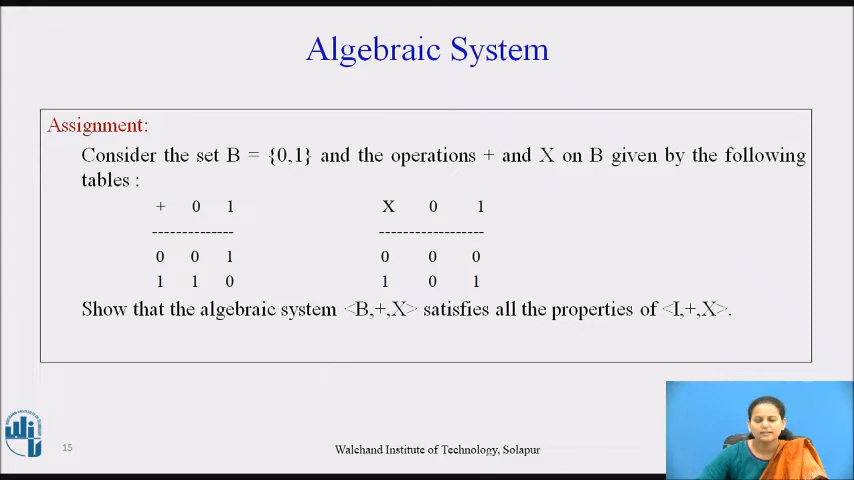 Algebraic System
Assignment:
Consider the set B = {0,1} and the operations + and X on B given by the following
tables :
+ 0 1 X 0 1
-------------- ------------------
0 0 1 0 0 0
1 1 0 1 0 1
Show that the algebraic system <B,+,X> satisfies all the properties of <I,+,X>.
15
Walchand Institute of Technology, Solapur